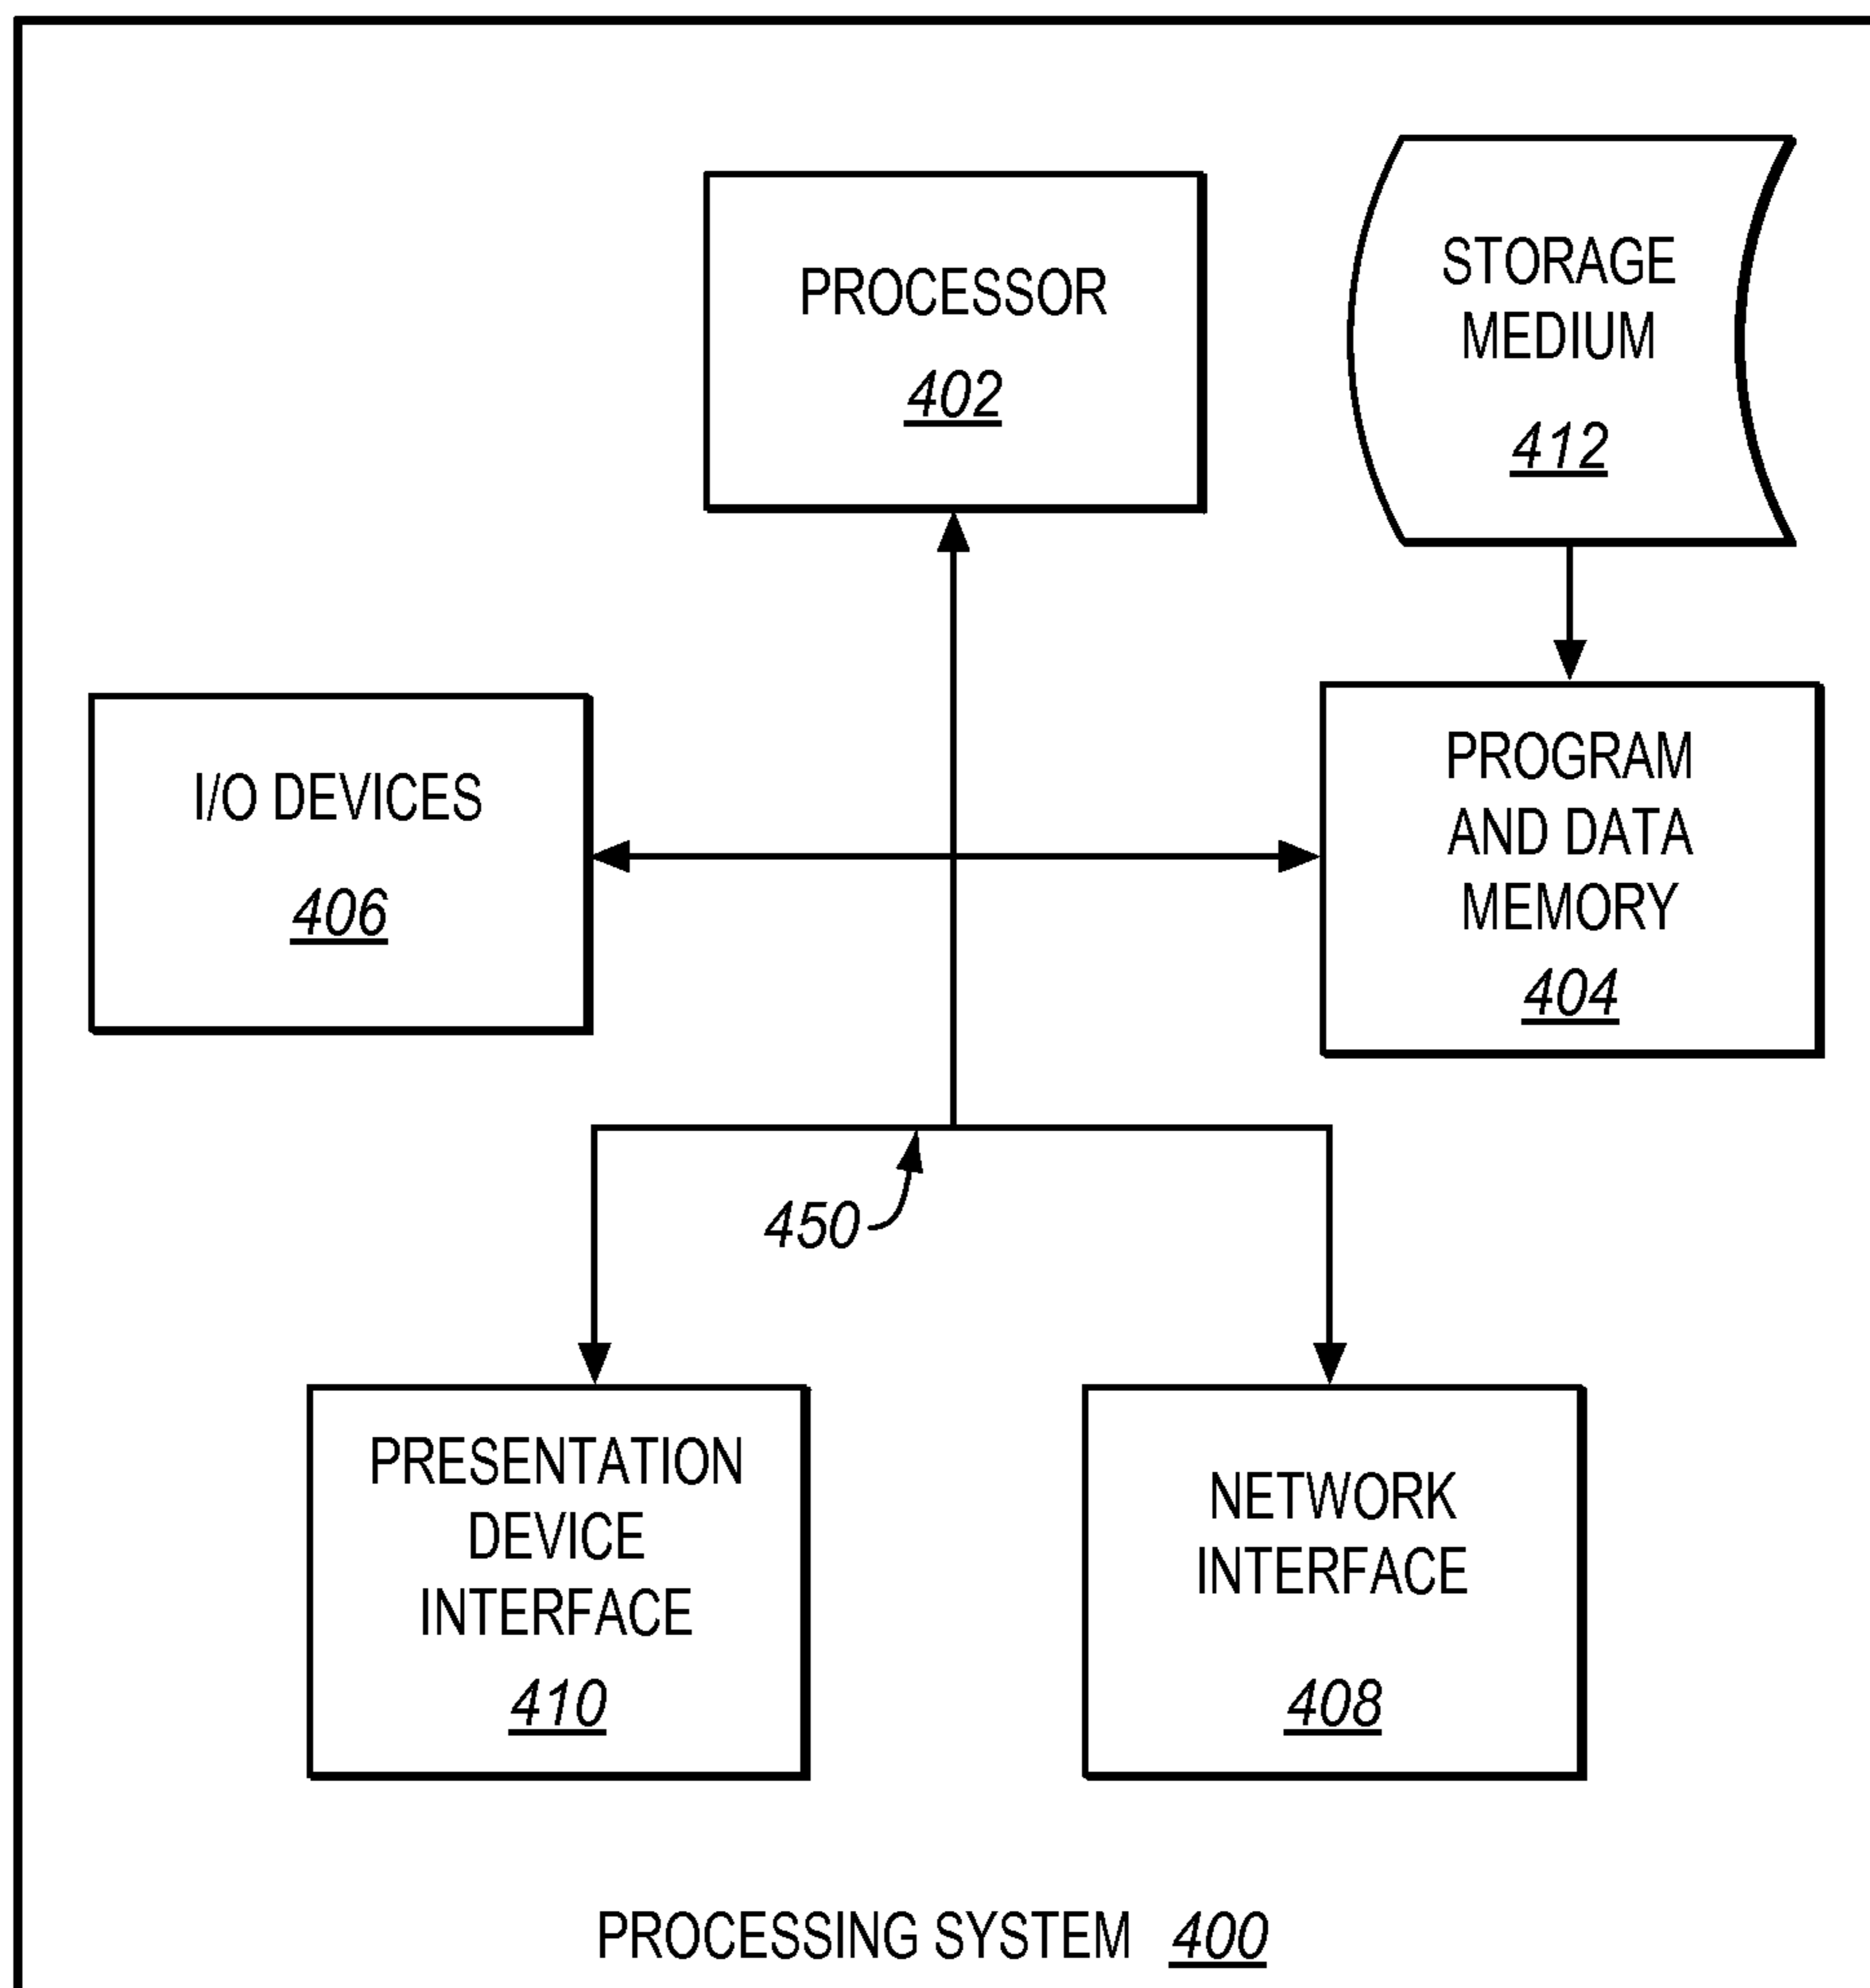 PROCESSOR
402
STORAGE
MEDIUM
412
I/O DEVICES
406
PROGRAM
AND DATA
MEMORY
404
450
PRESENTATION
DEVICE
INTERFACE
410
NETWORK
INTERFACE
408
PROCESSING SYSTEM 400